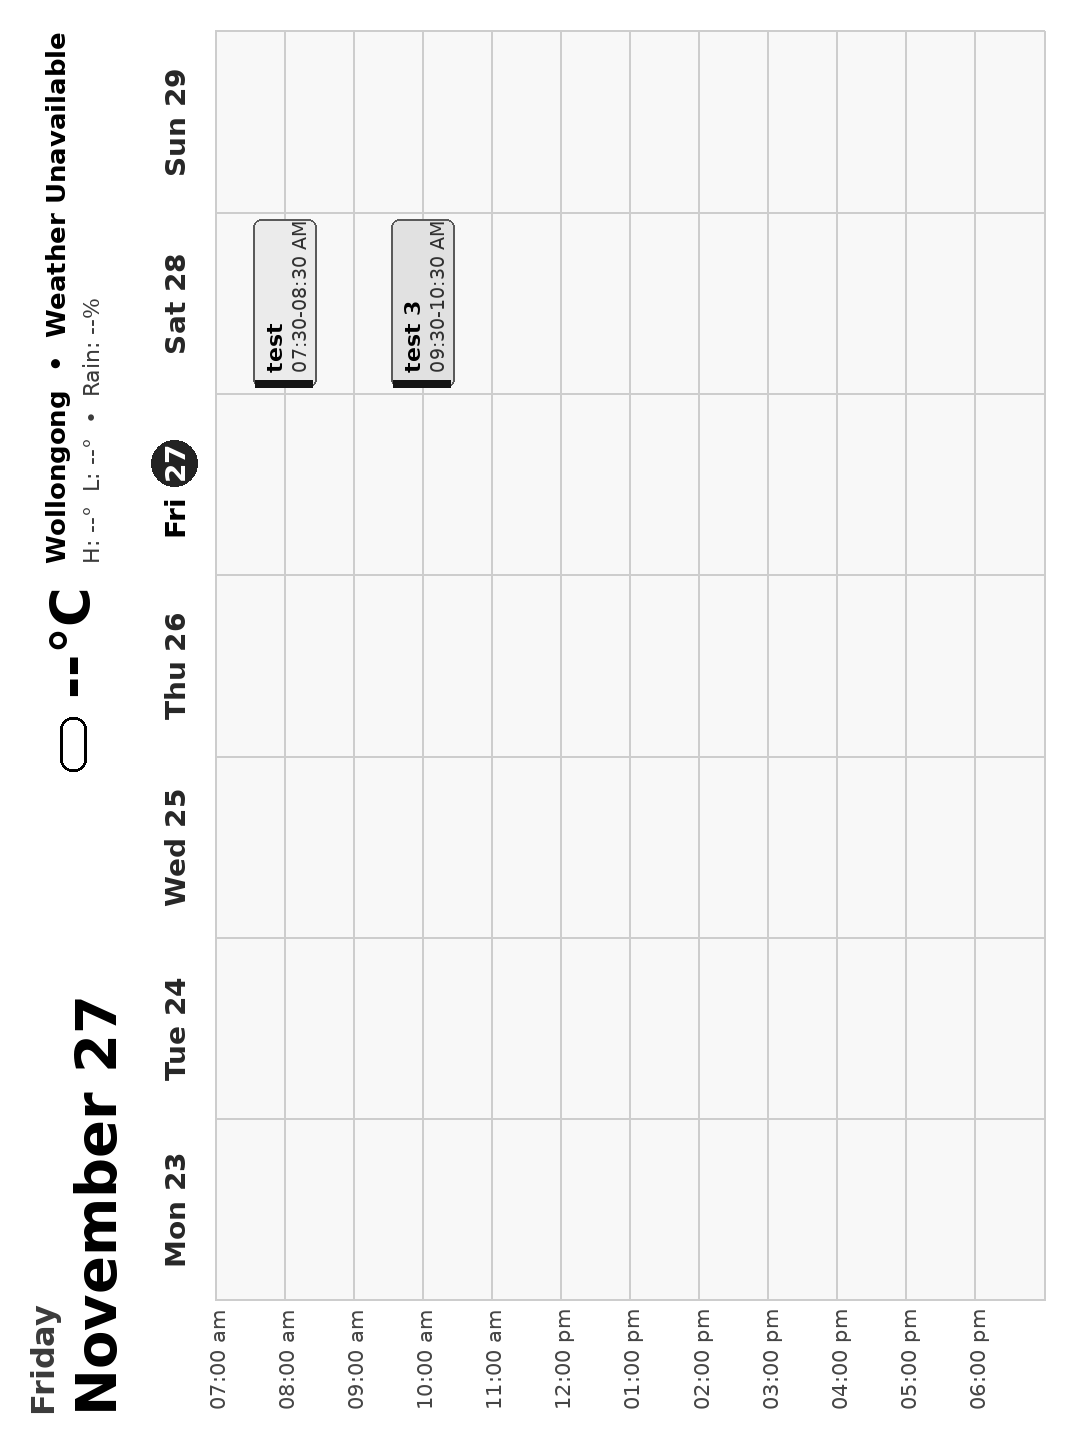 Friday
November 27
--°C
Wollongong • Weather Unavailable
H: --° L: --° • Rain: --%
Mon 23
Tue 24
Wed 25
Thu 26
Fri 27
Sat 28
Sun 29
07:00 am
08:00 am
09:00 am
10:00 am
11:00 am
12:00 pm
01:00 pm
02:00 pm
03:00 pm
04:00 pm
05:00 pm
06:00 pm
test
07:30-08:30 AM
test 3
09:30-10:30 AM